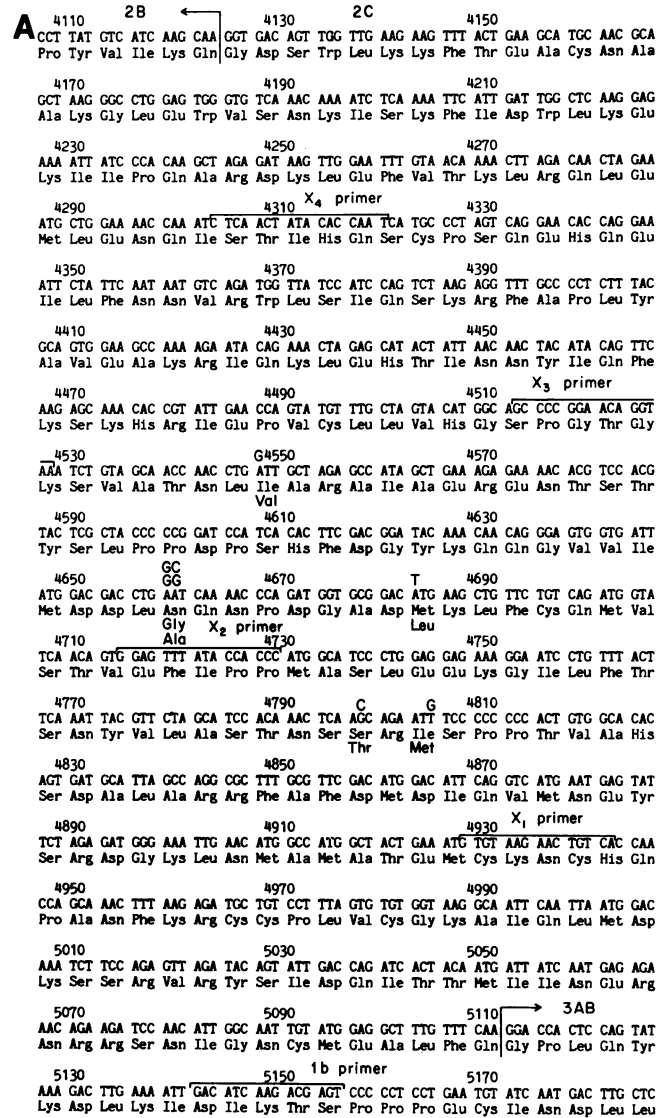 A
2B 2C
4110 4130 4150
CCT TAT GTC ATC AAG CAA GGT GAC AGT TGG TTG AAG AAG TTT ACT GAA GCA TGC AAC GCA
Pro Tyr Val Ile Lys Gln Gly Asp Ser Trp Leu Lys Lys Phe Thr Glu Ala Cys Asn Ala
4170 4190 4210
GCT AAG GGC CTG GAG TGG GTG TCA AAC AAA ATC TCA AAA TTC ATT GAT TGG CTC AAG GAG
Ala Lys Gly Leu Glu Trp Val Ser Asn Lys Ile Ser Lys Phe Ile Asp Trp Leu Lys Glu
4230 4250 4270
AAA ATT ATC CCA CAA GCT AGA GAT AAG TTG GAA TTT GTA ACA AAA CTT AGA CAA CTA GAA
Lys Ile Ile Pro Gln Ala Arg Asp Lys Leu Glu Phe Val Thr Lys Leu Arg Gln Leu Glu
X4 primer
4290 4310 4330
ATG CTG GAA AAC CAA ATC TCA ACT ATA CAC CAA TCA TGC CCT AGT CAG GAA CAC CAG GAA
Met Leu Glu Asn Gln Ile Ser Thr Ile His Gln Ser Cys Pro Ser Gln Glu His Gln Glu
4350 4370 4390
ATT CTA TTC AAT AAT GTC AGA TGG TTA TCC ATC CAG TCT AAG AGG TTT GCC CCT CTT TAC
Ile Leu Phe Asn Asn Val Arg Trp Leu Ser Ile Gln Ser Lys Arg Phe Ala Pro Leu Tyr
4410 4430 4450
GCA GTG GAA GCC AAA AGA ATA CAG AAA CTA GAG CAT ACT ATT AAC AAC TAC ATA CAG TTC
Ala Val Glu Ala Lys Arg Ile Gln Lys Leu Glu His Thr Ile Asn Asn Tyr Ile Gln Phe
X3 primer
4470 4490 4510
AAG AGC AAA CAC CGT ATT GAA CCA GTA TGT TTG CTA GTA CAT GGC AGC CCC GGA ACA GGT
Lys Ser Lys His Arg Ile Glu Pro Val Cys Leu Leu Val His Gly Ser Pro Gly Thr Gly
4530 G4550 4570
AAA TCT GTA GCA ACC AAC CTG ATT GCT AGA GCC ATA GCT GAA AGA GAA AAC ACG TCC ACG
Lys Ser Val Ala Thr Asn Leu Ile Ala Arg Ala Ile Ala Glu Arg Glu Asn Thr Ser Thr
Val
4590 4610 4630
TAC TCG CTA CCC CCG GAT CCA TCA CAC TTC GAC GGA TAC AAA CAA CAG GGA GTG GTG ATT
Tyr Ser Leu Pro Pro Asp Pro Ser His Phe Asp Gly Tyr Lys Gln Gln Gly Val Val Ile
GC
4650 GG 4670 T 4690
ATG GAC GAC CTG AAT CAA AAC CCA GAT GGT GCG GAC ATG AAG CTG TTC TGT CAG ATG GTA
Met Asp Asp Leu Asn Gln Asn Pro Asp Gly Ala Asp Met Lys Leu Phe Cys Gln Met Val
Gly Leu
Ala X2 primer
4710 4730 4750
TCA ACA GTG GAG TTT ATA CCA CCC ATG GCA TCC CTG GAG GAG AAA GGA ATC CTG TTT ACT
Ser Thr Val Glu Phe Ile Pro Pro Met Ala Ser Leu Glu Glu Lys Gly Ile Leu Phe Thr
4770 4790 C G 4810
TCA AAT TAC GTT CTA GCA TCC ACA AAC TCA AGC AGA ATT TCC CCC CCC ACT GTG GCA CAC
Ser Asn Tyr Val Leu Ala Ser Thr Asn Ser Ser Arg Ile Ser Pro Pro Thr Val Ala His
Thr Met
4830 4850 4870
AGT GAT GCA TTA GCC AGG CGC TTT GCG TTC GAC ATG GAC ATT CAG GTC ATG AAT GAG TAT
Ser Asp Ala Leu Ala Arg Arg Phe Ala Phe Asp Met Asp Ile Gln Val Met Asn Glu Tyr
X1 primer
4890 4910 4930
TCT AGA GAT GGG AAA TTG AAC ATG GCC ATG GCT ACT GAA ATG TGT AAG AAC TGT CAC CAA
Ser Arg Asp Gly Lys Leu Asn Met Ala Met Ala Thr Glu Met Cys Lys Asn Cys His Gln
4950 4970 4990
CCA GCA AAC TTT AAG AGA TGC TGT CCT TTA GTG TGT GGT AAG GCA ATT CAA TTA ATG GAC
Pro Ala Asn Phe Lys Arg Cys Cys Pro Leu Val Cys Gly Lys Ala Ile Gln Leu Met Asp
5010 5030 5050
AAA TCT TCC AGA GTT AGA TAC AGT ATT GAC CAG ATC ACT ACA ATG ATT ATC AAT GAG AGA
Lys Ser Ser Arg Val Arg Tyr Ser Ile Asp Gln Ile Thr Thr Met Ile Ile Asn Glu Arg
5070 5090 5110 3AB
AAC AGA AGA TCC AAC ATT GGC AAT TGT ATG GAG GCT TTG TTT CAA GGA CCA CTC CAG TAT
Asn Arg Arg Ser Asn Ile Gly Asn Cys Met Glu Ala Leu Phe Gln Gly Pro Leu Gln Tyr
1b primer
5130 5150 5170
AAA GAC TTG AAA ATT GAC ATC AAG ACG AGT CCC CCT CCT GAA TGT ATC AAT GAC TTG CTC
Lys Asp Leu Lys Ile Asp Ile Lys Thr Ser Pro Pro Pro Glu Cys Ile Asn Asp Leu Leu